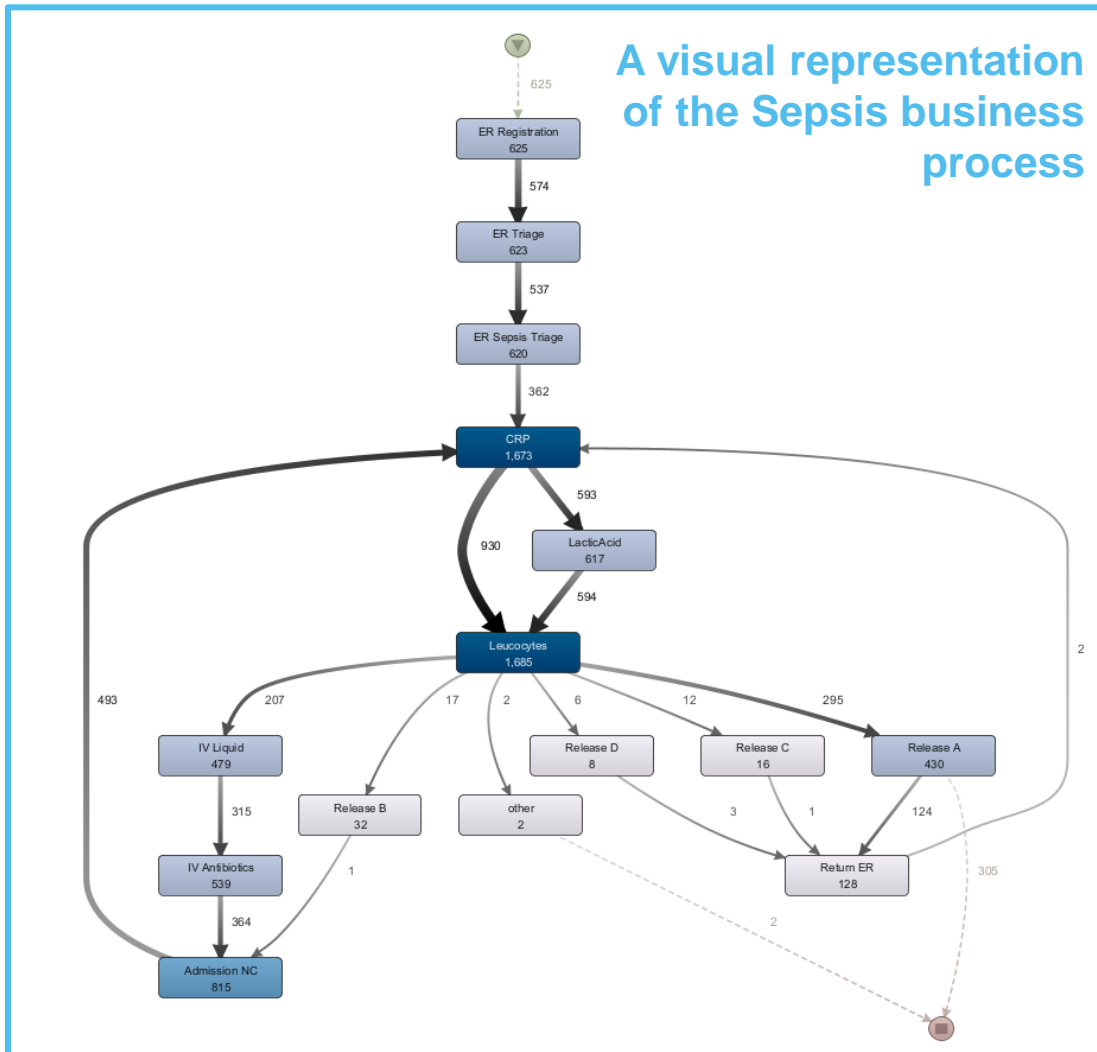 A visual representation
of the Sepsis business
process
625
ER Registration
625
574
ER Triage
623
537
ER Sepsis Triage
620
362
CRP
1,673
593
930
LacticAcid
617
594
Leucocytes
1,685
493
207
17
2
6
12
295
2
IV Liquid
479
Release D
8
Release C
16
Release A
430
315
Release B
32
other
2
3
1
124
IV Antibiotics
539
1
Return ER
128
305
364
2
Admission NC
815